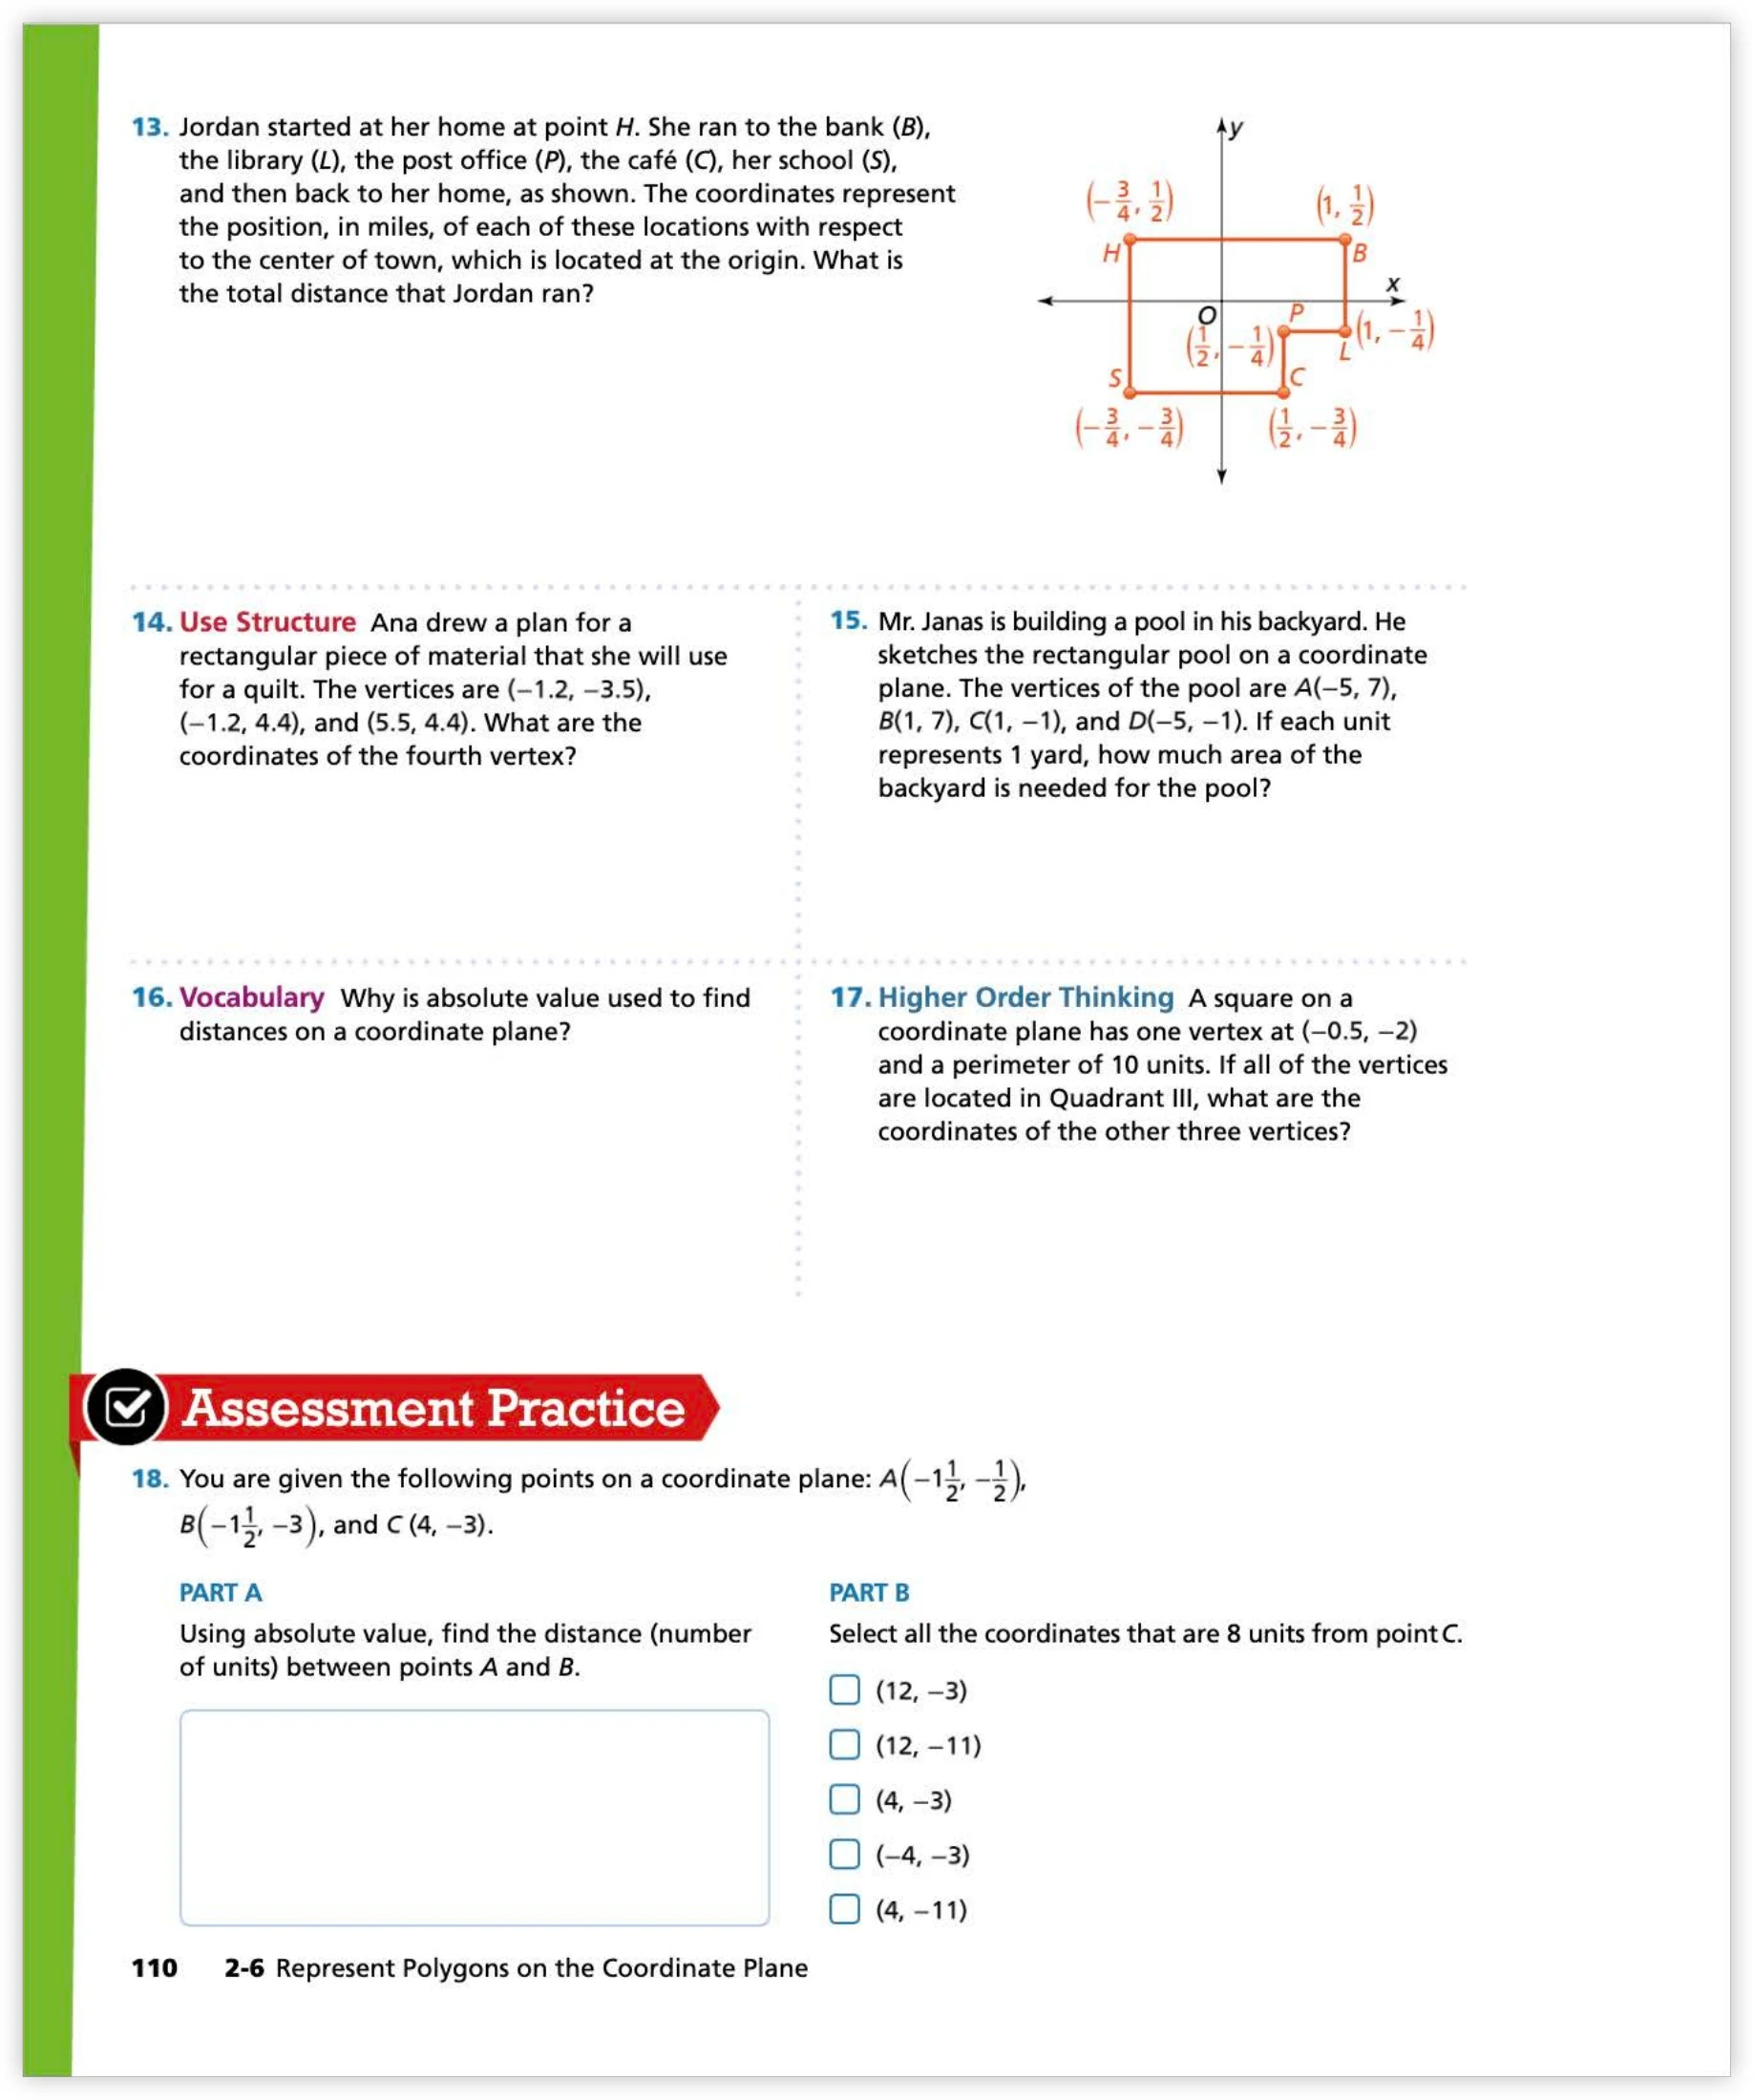 13. Jordan started at her home at point H. She ran to the bank (B),
the library (L), the post office (P), the café (C), her school (S),
and then back to her home, as shown. The coordinates represent
the position, in miles, of each of these locations with respect
to the center of town, which is located at the origin. What is
the total distance that Jordan ran?
y
(−3/4, 1/2)
(1, 1/2)
H
B
x
O
P
(1/2, −1/4)
(1, −1/4)
L
S
C
(−3/4, −3/4)
(1/2, −3/4)
14. Use Structure Ana drew a plan for a
rectangular piece of material that she will use
for a quilt. The vertices are (−1.2, −3.5),
(−1.2, 4.4), and (5.5, 4.4). What are the
coordinates of the fourth vertex?
15. Mr. Janas is building a pool in his backyard. He
sketches the rectangular pool on a coordinate
plane. The vertices of the pool are A(−5, 7),
B(1, 7), C(1, −1), and D(−5, −1). If each unit
represents 1 yard, how much area of the
backyard is needed for the pool?
16. Vocabulary Why is absolute value used to find
distances on a coordinate plane?
17. Higher Order Thinking A square on a
coordinate plane has one vertex at (−0.5, −2)
and a perimeter of 10 units. If all of the vertices
are located in Quadrant III, what are the
coordinates of the other three vertices?
Assessment Practice
18. You are given the following points on a coordinate plane: A(−1 1/2, −1/2),
B(−1 1/2, −3), and C (4, −3).
PART A
Using absolute value, find the distance (number
of units) between points A and B.
PART B
Select all the coordinates that are 8 units from point C.
(12, −3)
(12, −11)
(4, −3)
(−4, −3)
(4, −11)
110 2-6 Represent Polygons on the Coordinate Plane